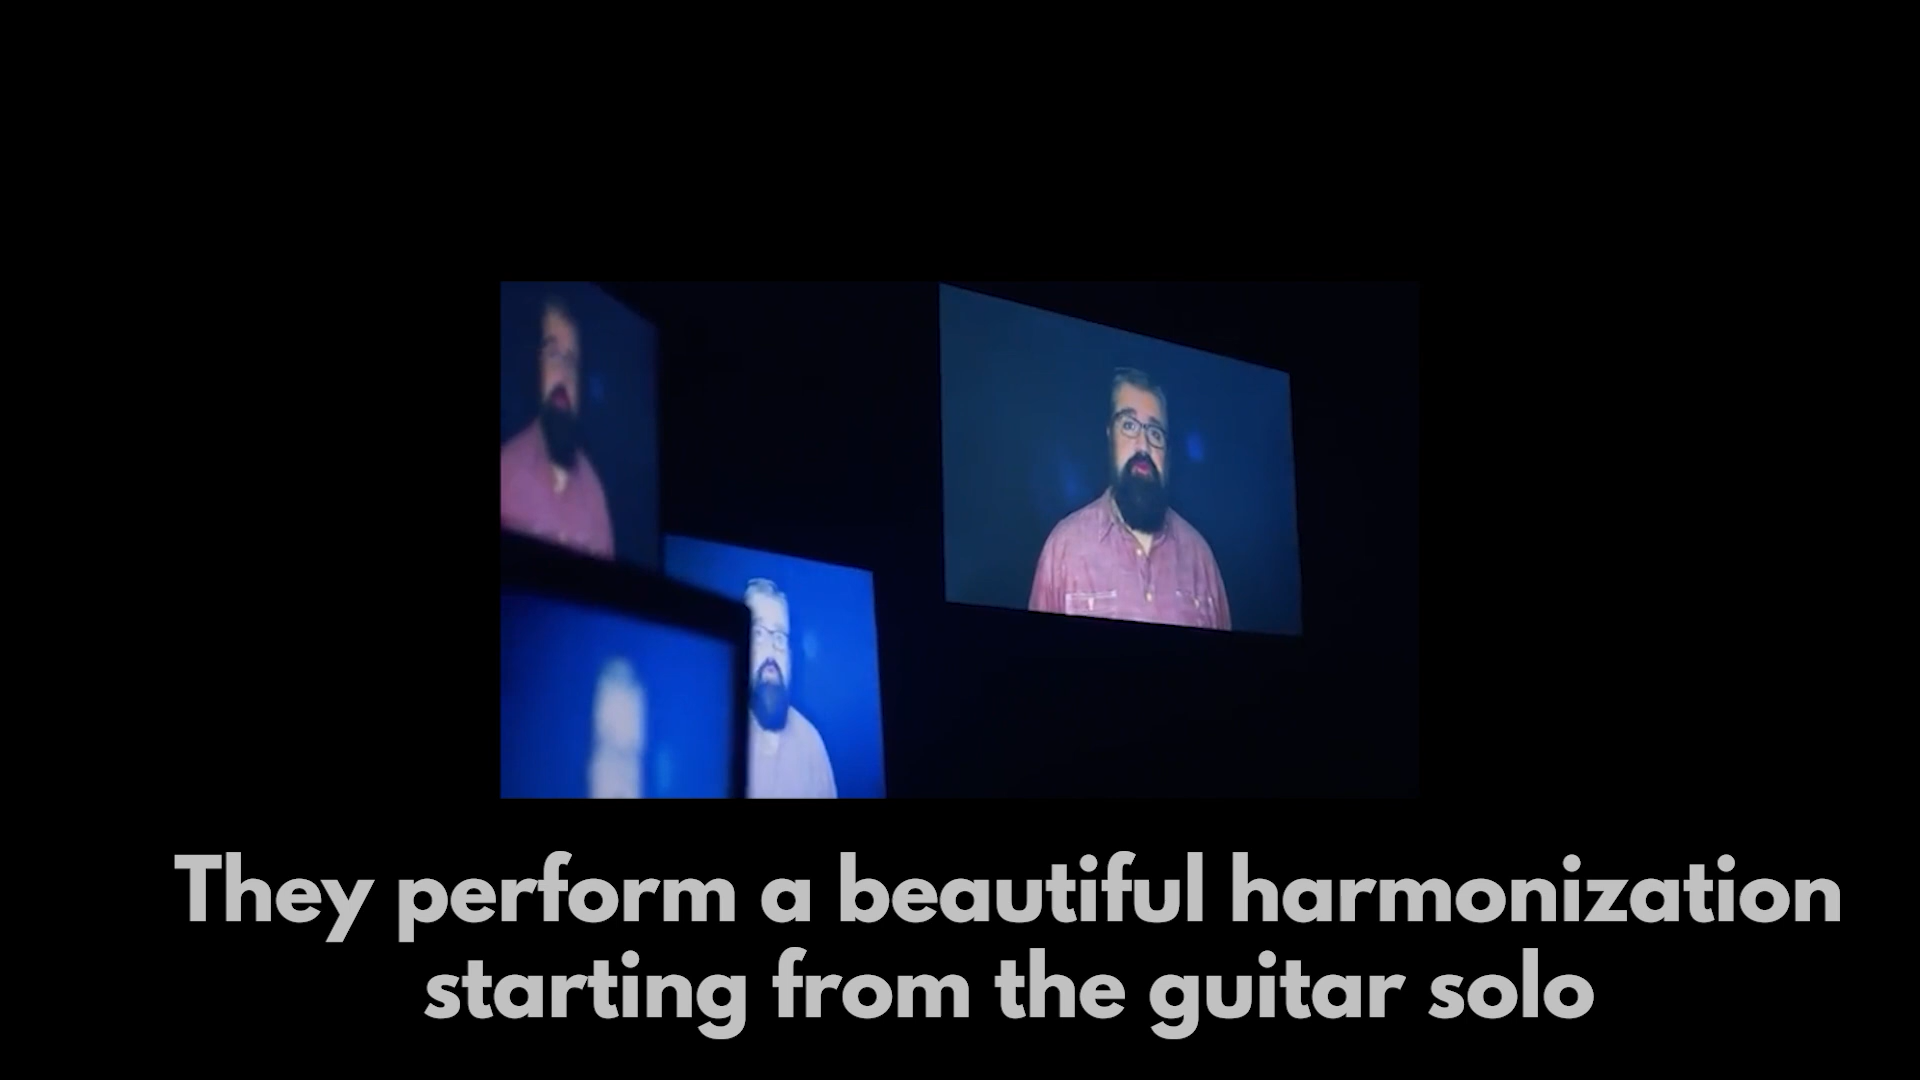 They perform a beautiful harmonization
starting from the guitar solo